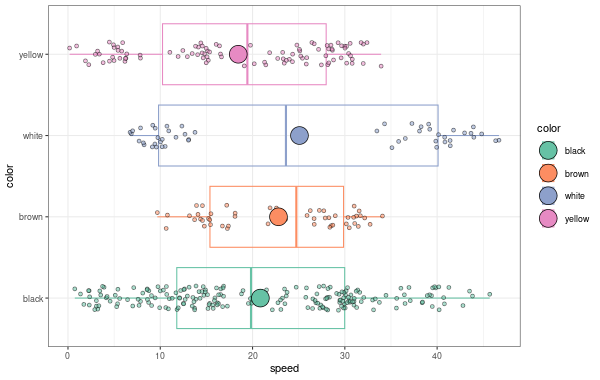 yellow
white
brown
black
color
0 10 20 30 40
speed
color
black
brown
white
yellow